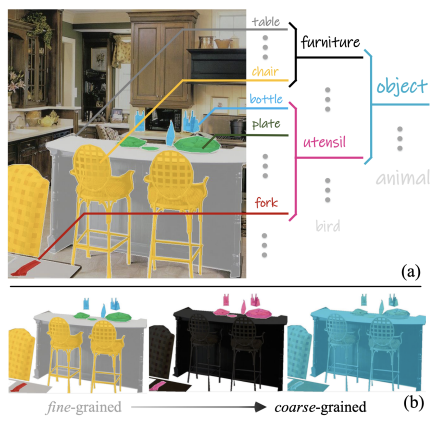 table
furniture
chair
object
bottle
plate
utensil
animal
fork
bird
(a)
(b)
fine-grained
coarse-grained